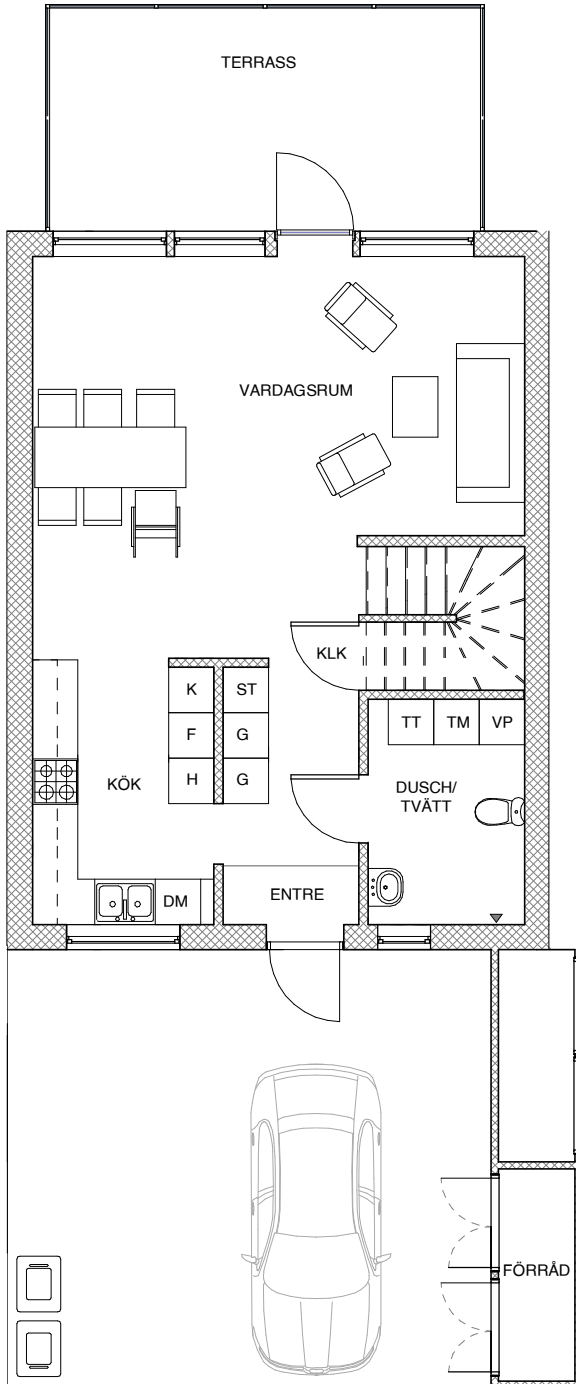 TERRASS
VARDAGSRUM
KLK
K ST
F G
H G
TT TM VP
KÖK
DUSCH/
TVÄTT
DM
ENTRE
FÖRRÅD